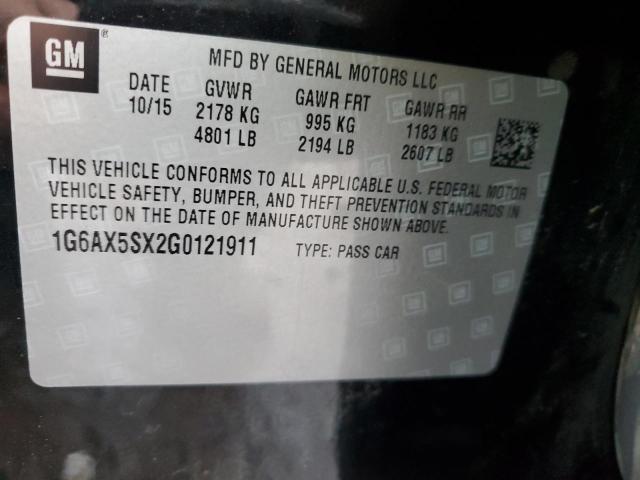 GM ®
MFD BY GENERAL MOTORS LLC
DATE GVWR GAWR FRT GAWR RR
10/15 2178 KG 995 KG 1183 KG
4801 LB 2194 LB 2607 LB
THIS VEHICLE CONFORMS TO ALL APPLICABLE U.S. FEDERAL MOTOR
VEHICLE SAFETY, BUMPER, AND THEFT PREVENTION STANDARDS IN
EFFECT ON THE DATE OF MANUFACTURE SHOWN ABOVE.
1G6AX5SX2G0121911 TYPE: PASS CAR